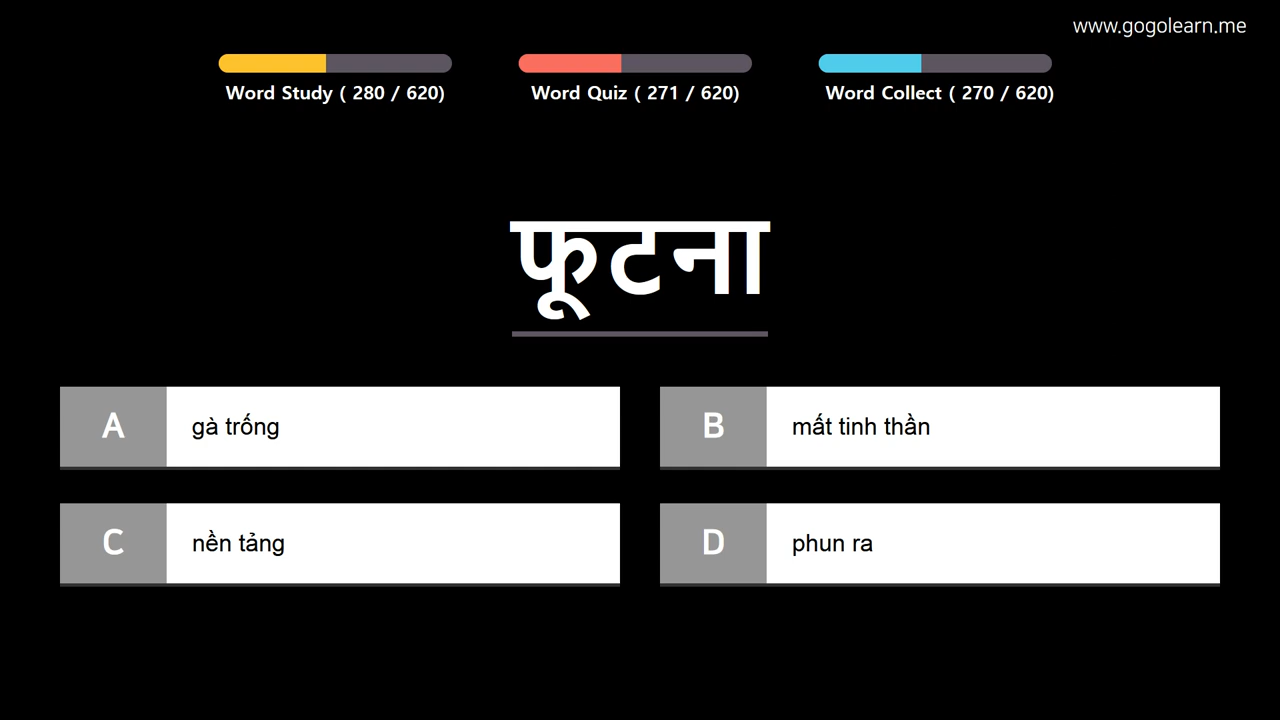 www.gogolearn.me
Word Study ( 280 / 620)
Word Quiz ( 271 / 620)
Word Collect ( 270 / 620)
फूटना
A
gà trống
B
mất tinh thần
C
nền tảng
D
phun ra